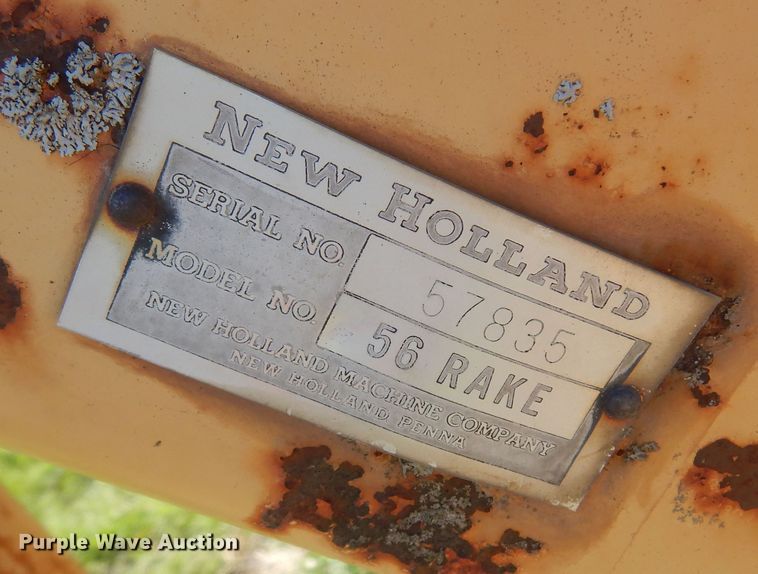 NEW HOLLAND
SERIAL NO. 57835
MODEL NO. 56 RAKE
NEW HOLLAND MACHINE COMPANY
NEW HOLLAND PENNA
Purple Wave Auction